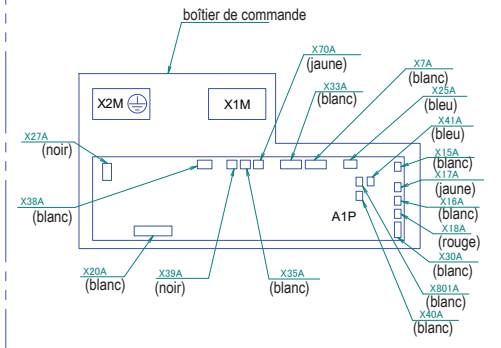 boîtier de commande
X70A
(jaune)
X7A
(blanc)
X33A
(blanc)
X25A
(bleu)
X41A
(bleu)
X2M
X1M
X27A
(noir)
X15A
(blanc)
X17A
(jaune)
X38A
(blanc)
X16A
(blanc)
A1P
X18A
(rouge)
X30A
(blanc)
X20A
(blanc)
X39A
(noir)
X35A
(blanc)
X801A
(blanc)
X40A
(blanc)